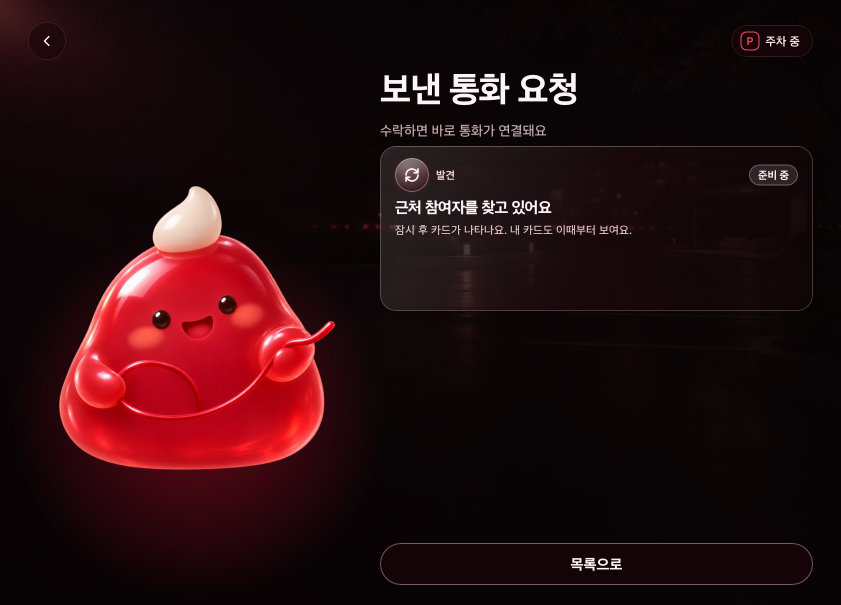 P 주차 중
보낸 통화 요청
수락하면 바로 통화가 연결돼요
발견
준비 중
근처 참여자를 찾고 있어요
잠시 후 카드가 나타나요. 내 카드도 이때부터 보여요.
목록으로